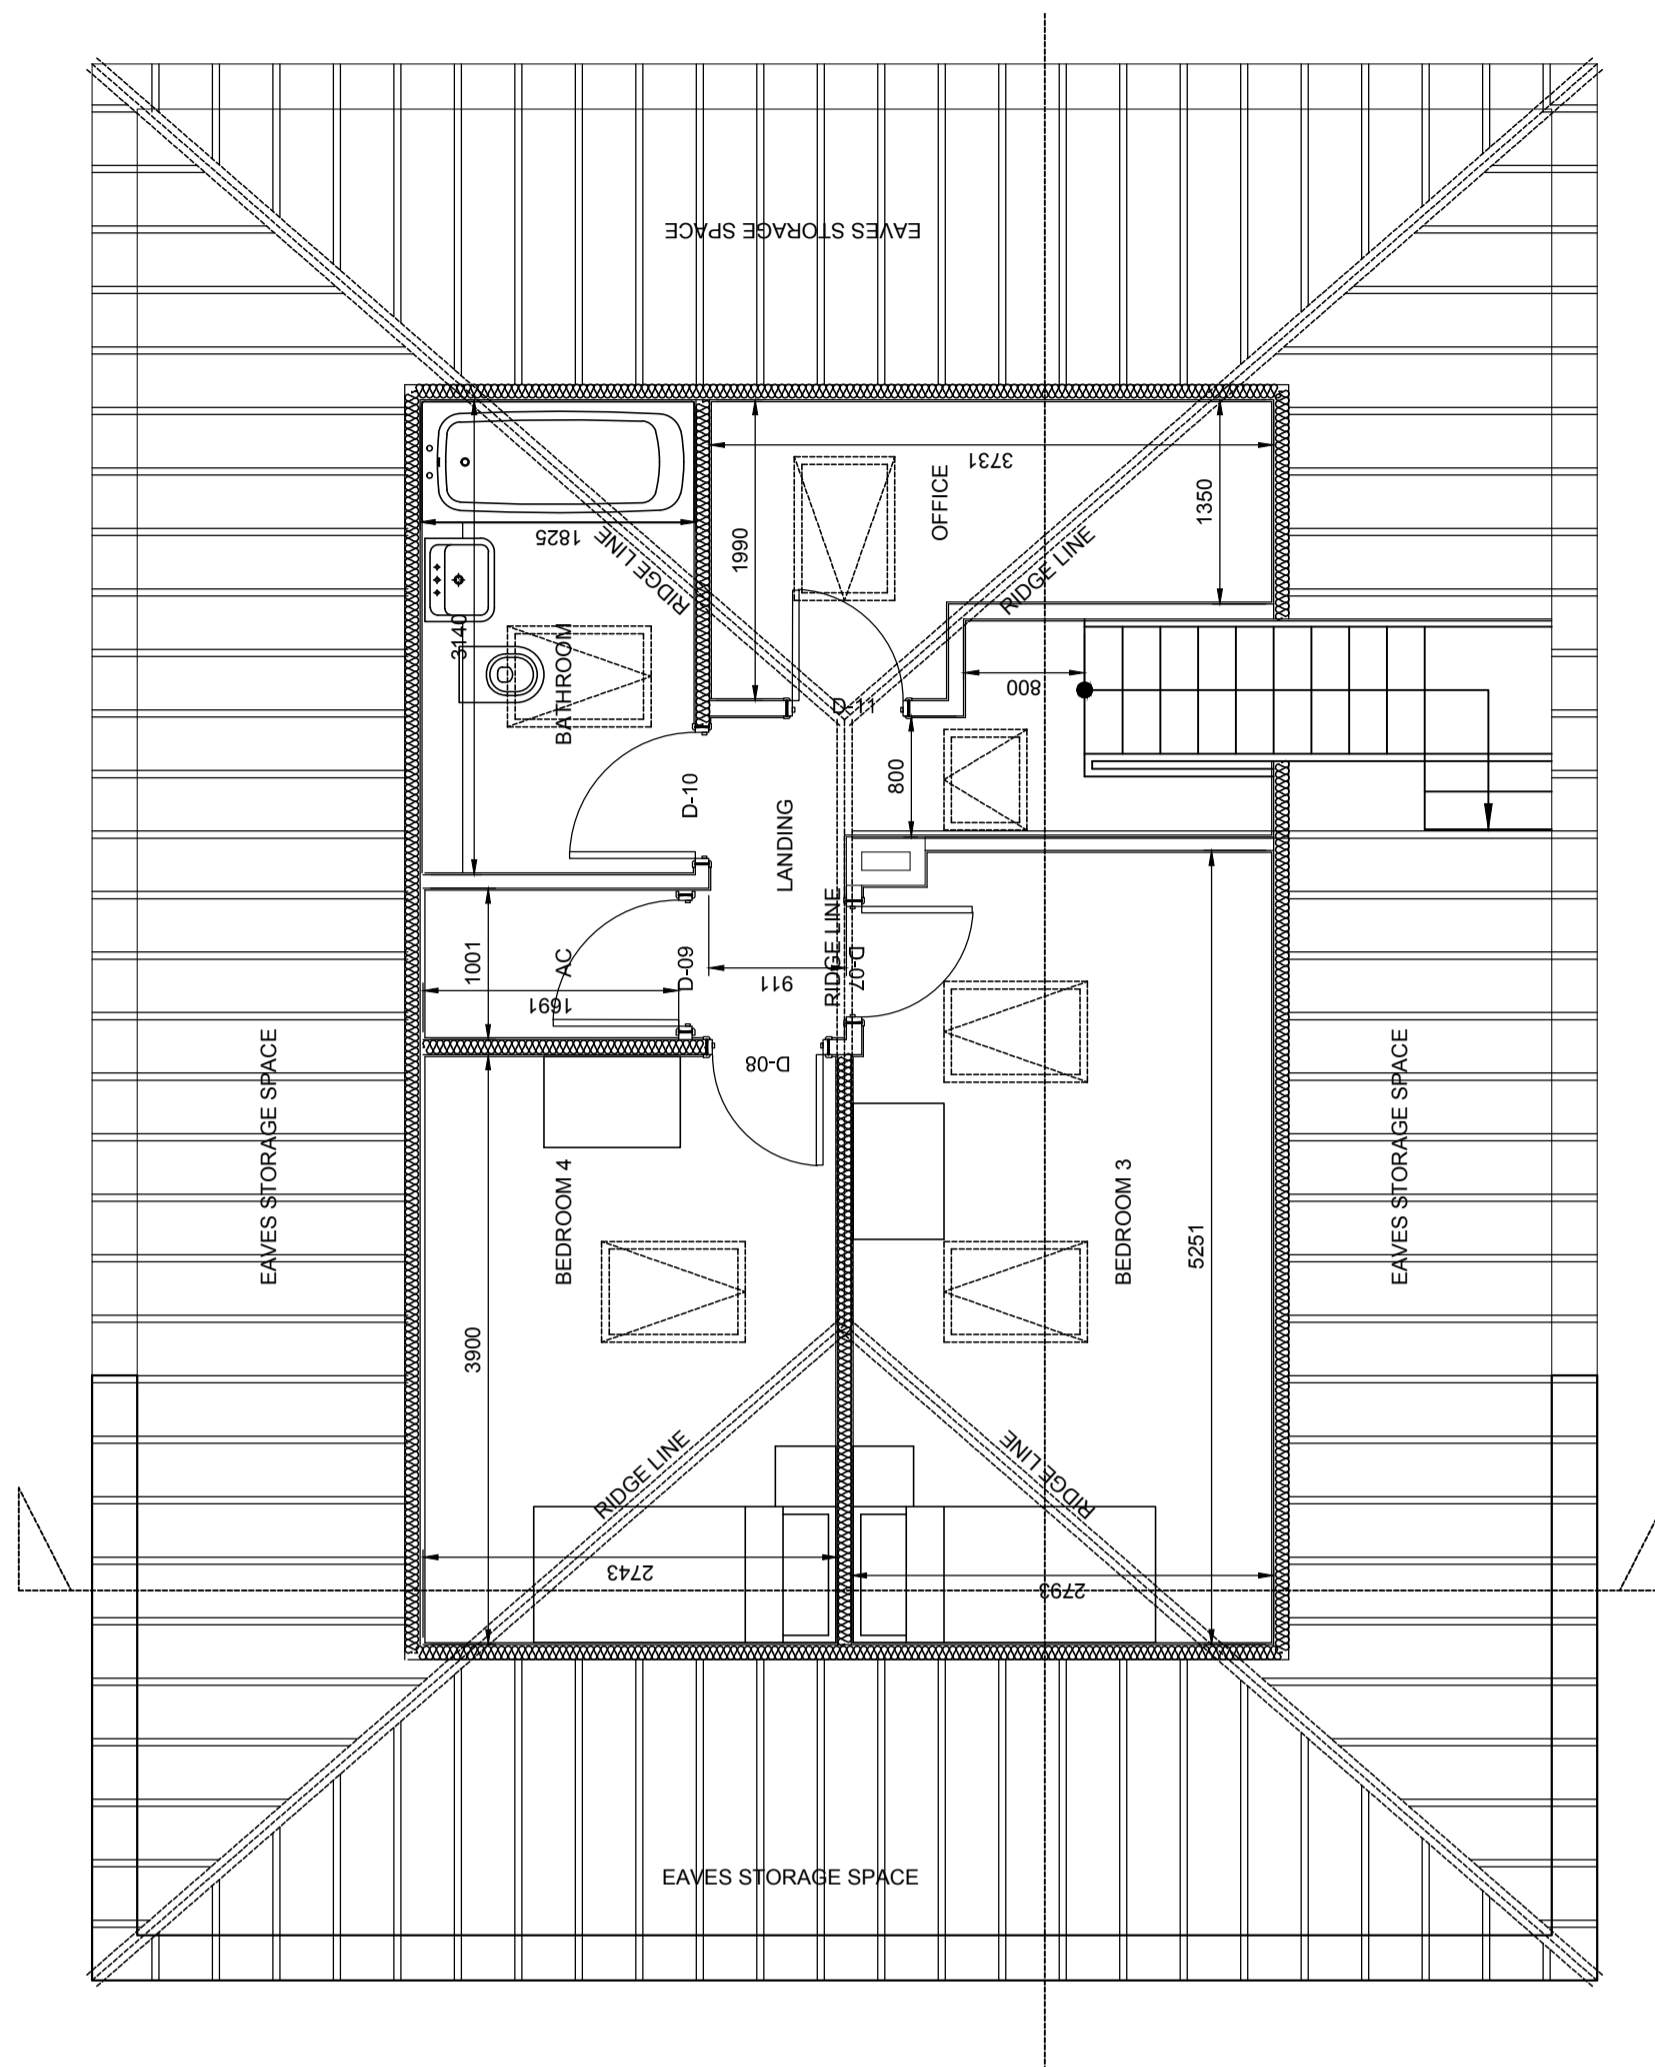 EAVES STORAGE SPACE
3731
OFFICE
1350
1990
1825
RIDGE LINE
RIDGE LINE
3140
BATHROOM
800
D-11
800
D-10
LANDING
RIDGE LINE
1001
AC
1691
D-09
911
D-07
D-08
EAVES STORAGE SPACE
BEDROOM 4
BEDROOM 3
5251
EAVES STORAGE SPACE
3900
RIDGE LINE
RIDGE LINE
2743
2793
EAVES STORAGE SPACE